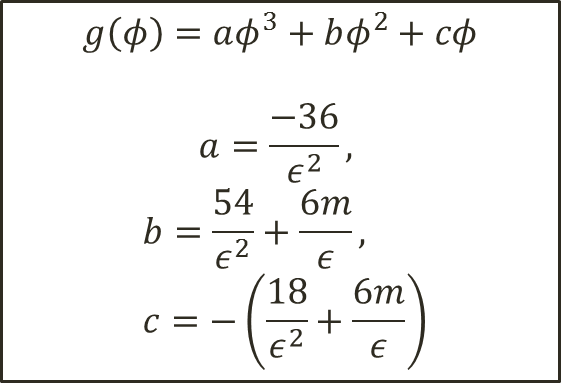 g(ϕ) = aϕ³ + bϕ² + cϕ
a = −36/ϵ²,
b = 54/ϵ² + 6m/ϵ,
c = −(18/ϵ² + 6m/ϵ)